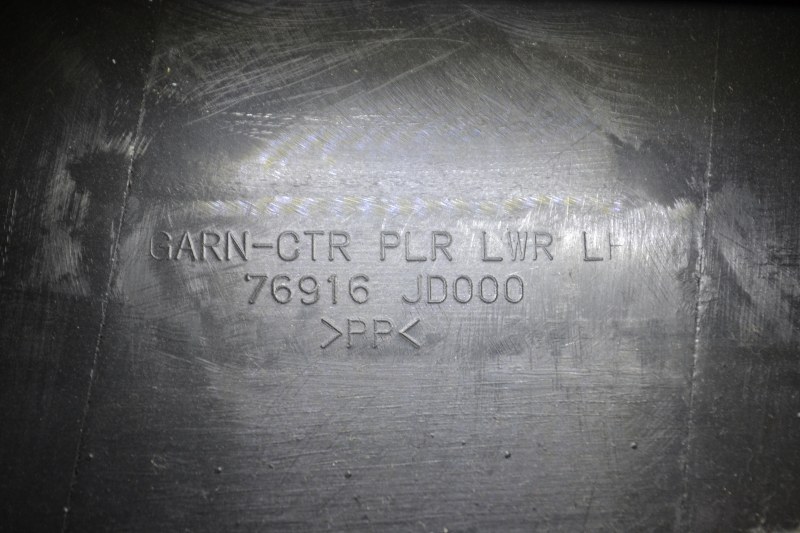 GARN-CTR PLR LWR LH
76916 JD000
>PP<